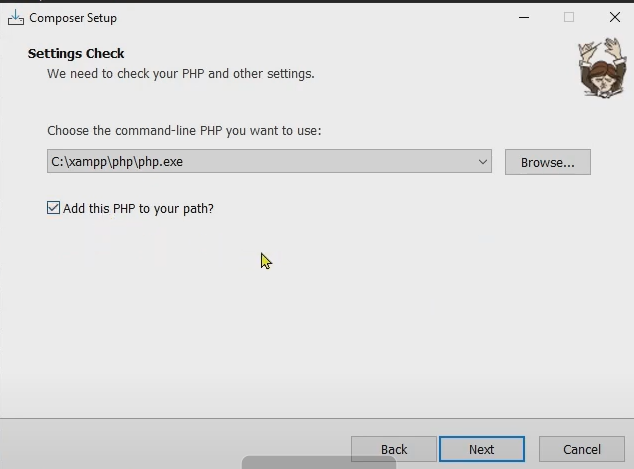 Composer Setup
Settings Check
We need to check your PHP and other settings.
Choose the command-line PHP you want to use:
C:\xampp\php\php.exe
Browse...
Add this PHP to your path?
Back
Next
Cancel